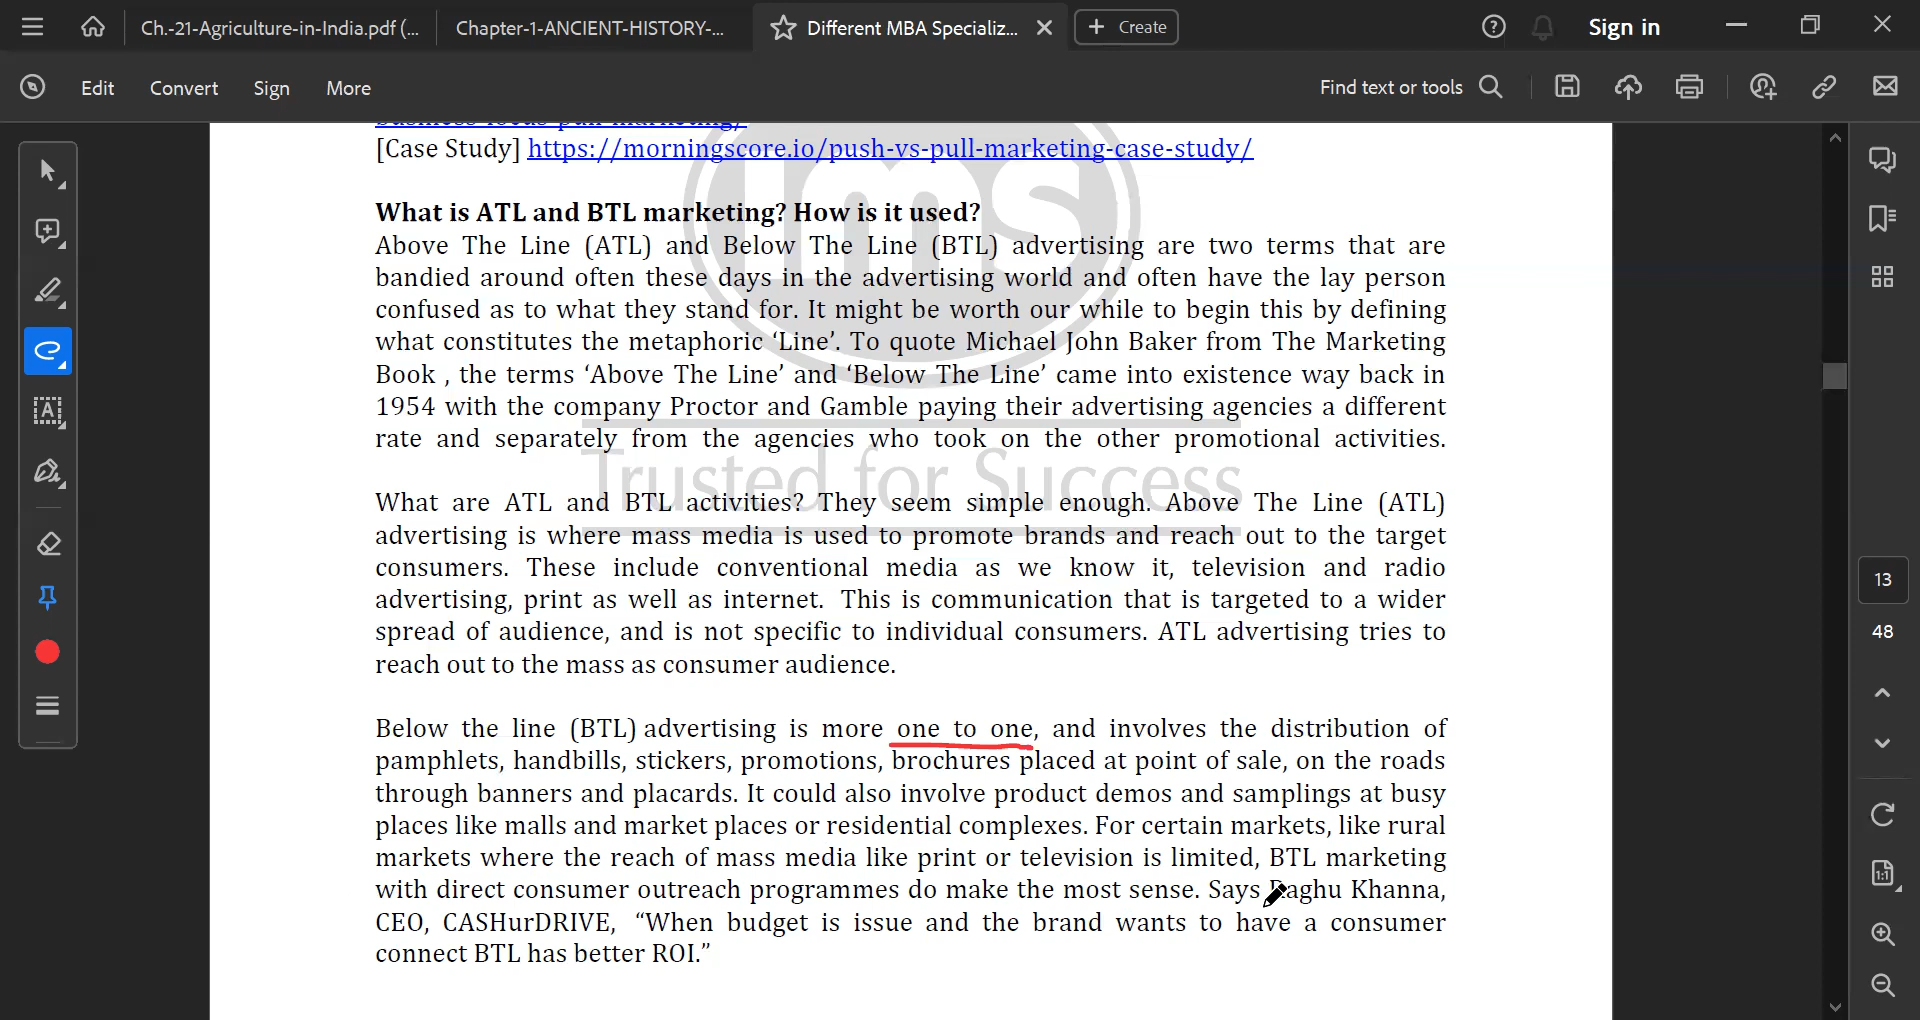 Ch.-21-Agriculture-in-India.pdf (...
Chapter-1-ANCIENT-HISTORY-...
Different MBA Specializ...
Create
Sign in
Edit
Convert
Sign
More
Find text or tools
business-focus-pull-marketing/
[Case Study] https://morningscore.io/push-vs-pull-marketing-case-study/
ims
What is ATL and BTL marketing? How is it used?
Above The Line (ATL) and Below The Line (BTL) advertising are two terms that are
bandied around often these days in the advertising world and often have the lay person
confused as to what they stand for. It might be worth our while to begin this by defining
what constitutes the metaphoric ‘Line’. To quote Michael John Baker from The Marketing
Book , the terms ‘Above The Line’ and ‘Below The Line’ came into existence way back in
1954 with the company Proctor and Gamble paying their advertising agencies a different
rate and separately from the agencies who took on the other promotional activities.
Trusted for Success
What are ATL and BTL activities? They seem simple enough. Above The Line (ATL)
advertising is where mass media is used to promote brands and reach out to the target
consumers. These include conventional media as we know it, television and radio
advertising, print as well as internet. This is communication that is targeted to a wider
spread of audience, and is not specific to individual consumers. ATL advertising tries to
reach out to the mass as consumer audience.
Below the line (BTL) advertising is more one to one, and involves the distribution of
pamphlets, handbills, stickers, promotions, brochures placed at point of sale, on the roads
through banners and placards. It could also involve product demos and samplings at busy
places like malls and market places or residential complexes. For certain markets, like rural
markets where the reach of mass media like print or television is limited, BTL marketing
with direct consumer outreach programmes do make the most sense. Says Raghu Khanna,
CEO, CASHurDRIVE, “When budget is issue and the brand wants to have a consumer
connect BTL has better ROI.”
13
48
1:1